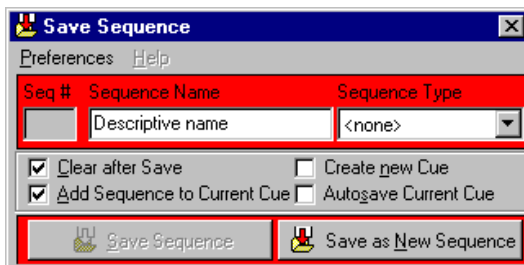 Save Sequence
Preferences Help
Seq # Sequence Name Sequence Type
Descriptive name <none>
Clear after Save Create new Cue
Add Sequence to Current Cue Autosave Current Cue
Save Sequence Save as New Sequence